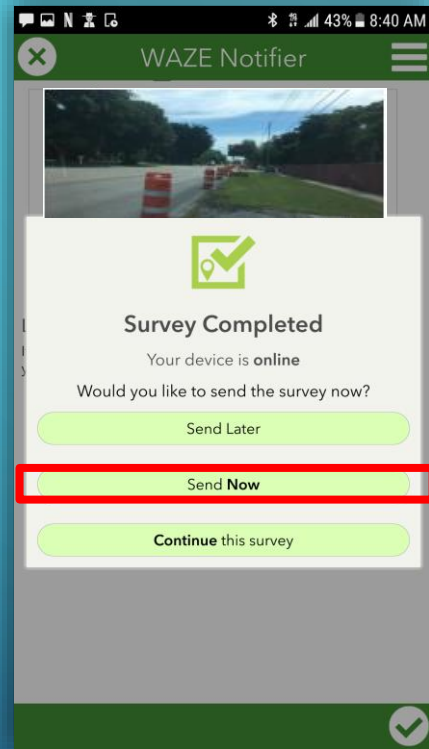 N 43% 8:40 AM
WAZE Notifier
Survey Completed
Your device is online
Would you like to send the survey now?
Send Later
Send Now
Continue this survey